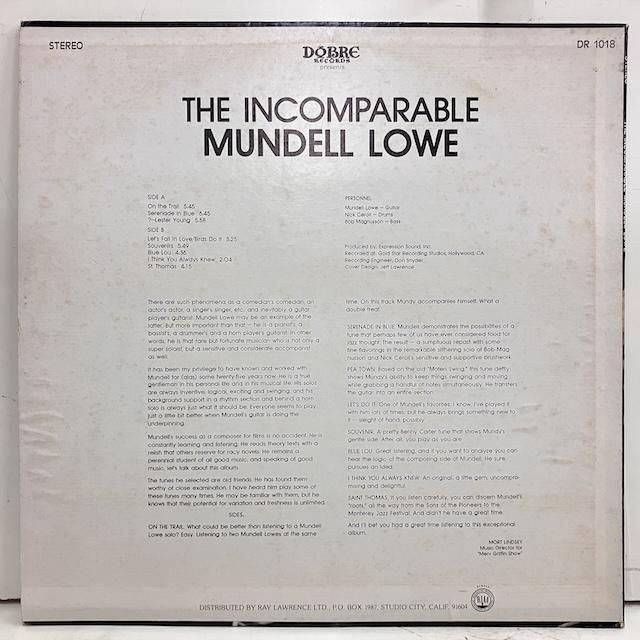 STEREO
DOBRE
RECORDS
presents
DR 1018
THE INCOMPARABLE
MUNDELL LOWE
SIDE A
On the Trail 5:45
Serenade in Blue 6:45
?—Lester Young 5:58
SIDE B
Let's Fall in Love/Birds Do It 3:25
Souvenirs 5:49
Blue Lou 4:36
I Think You Always Knew 2:04
St. Thomas 4:15
PERSONNEL
Mundell Lowe — Guitar
Nick Ceroli — Drums
Bob Magnusson — Bass
Produced by: Expression Sound, Inc.
Recorded at: Gold Star Recording Studios, Hollywood, CA
Recording Engineer, Don Snyder
Cover Design: Jeff Lawrence
There are such phenomena as a comedian's comedian, an
actor's actor, a singer's singer, etc., and inevitably a guitar
player's guitarist. Mundell Lowe may be an example of the
latter. But more important than that — he is a pianist's, a
bassist's, a drummer's and a horn player's guitarist. In other
words, he is that rare but fortunate musician who is not only a
super soloist, but a sensitive and considerate accompanist
as well.
It has been my privilege to have known and worked with
Mundell for (alas) some twenty-five years now. He is a true
gentleman in his personal life and in his musical life. His solos
are always inventive, logical, exciting and swinging, and his
background support in a rhythm section and behind a horn
solo is always just what it should be. Everyone seems to play
just a little bit better when Mundell's guitar is doing the
underpinning.
Mundell's success as a composer for films is no accident. He is
constantly learning and listening. He reads theory texts with a
relish that others reserve for racy novels. He remains a
perennial student of all good music, and speaking of good
music, let's talk about this album.
The tunes he selected are old friends. He has found them
worthy of close examination. I have heard him play some of
these tunes many times. He may be familiar with them, but he
knows that their potential for variation and freshness is unlimited.
SIDES,
ON THE TRAIL. What could be better than listening to a Mundell
Lowe solo? Easy. Listening to two Mundell Lowes at the same
time. On this track Mundy accompanies himself. What a
double treat.
SERENADE IN BLUE. Mundell demonstrates the possibilities of a
tune that perhaps few of us have ever considered food for
jazz thought. The result — a sumptuous repast with some
fine flavorings in the remarkable slithering solo of Bob Mag-
nusson and Nick Ceroli's sensitive and supportive brushwork.
PEA TOWN. Based on the old "Moten Swing," this tune deftly
shows Mundy's ability to keep things swinging and moving
while grabbing a handful of notes simultaneously. He transfers
the guitar into an entire section.
LET'S DO IT. One of Mundell's favorites. I know, I've played it
with him lots of times, but he always brings something new to
it — sleight of hand, possibly.
SOUVENIR. A pretty Benny Carter tune that shows Mundy's
gentle side. After all, you play as you are.
BLUE LOU. Great listening, and if you want to analyze you can
hear the logic of the composing side of Mundell. He sure
pursues an idea.
I THINK YOU ALWAYS KNEW. An original, a little gem, uncompro-
mising and delightful.
SAINT THOMAS. If you listen carefully, you can discern Mundell's
"roots," all the way from the Sons of the Pioneers to the
Monterey Jazz Festival. And didn't he have a great time.
And I'll bet you had a great time listening to this exceptional
album.
MORT LINDSEY
Music Director for
"Merv Griffin Show"
DISTRIBUTED BY RAY LAWRENCE LTD., P.O. BOX 1987, STUDIO CITY, CALIF. 91604